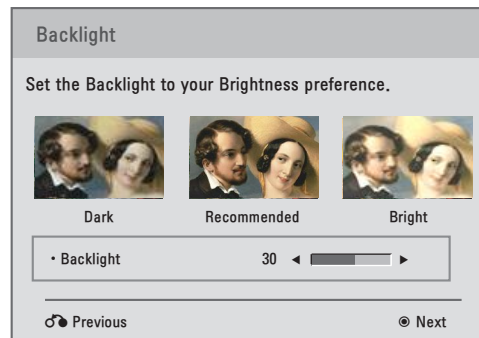 Backlight
Set the Backlight to your Brightness preference.
Dark Recommended Bright
• Backlight 30 ◄ ►
Previous ◉ Next